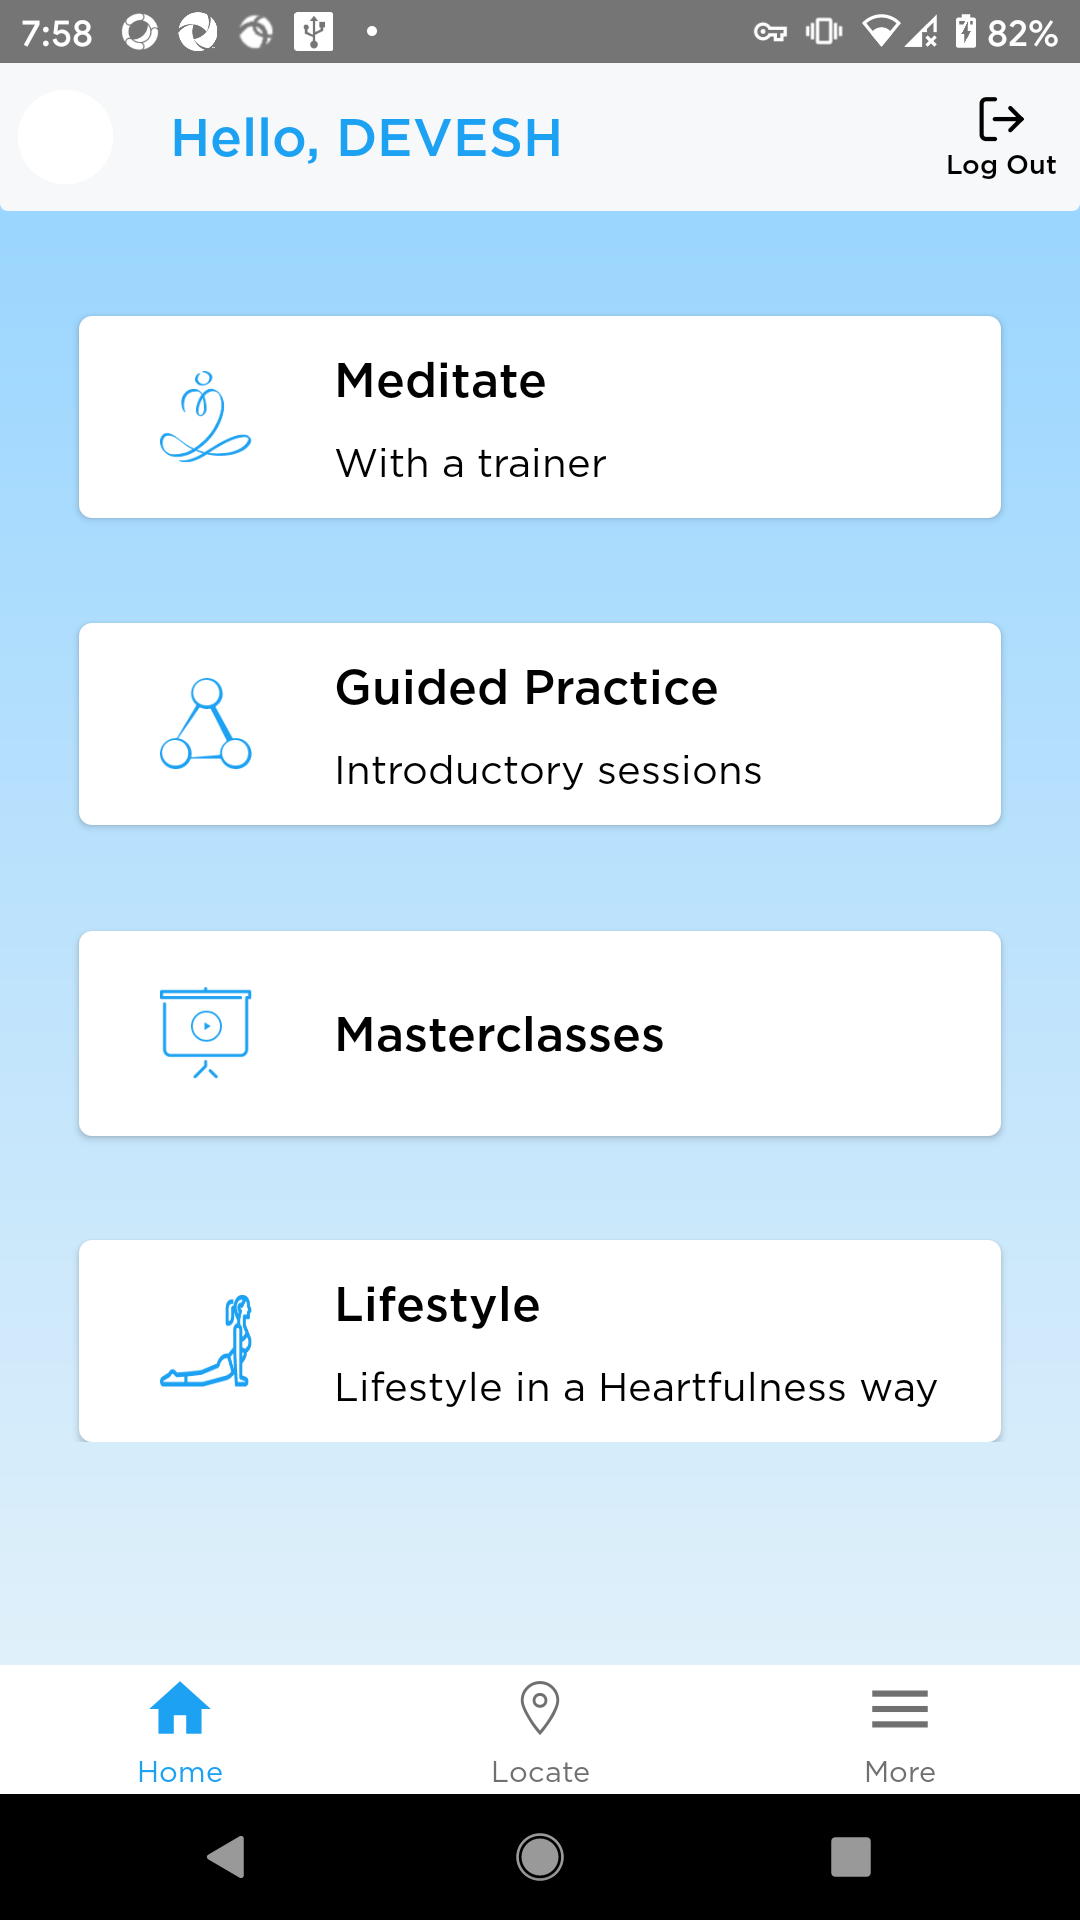 7:58
82%
Hello, DEVESH
Log Out
Meditate
With a trainer
Guided Practice
Introductory sessions
Masterclasses
Lifestyle
Lifestyle in a Heartfulness way
Home
Locate
More